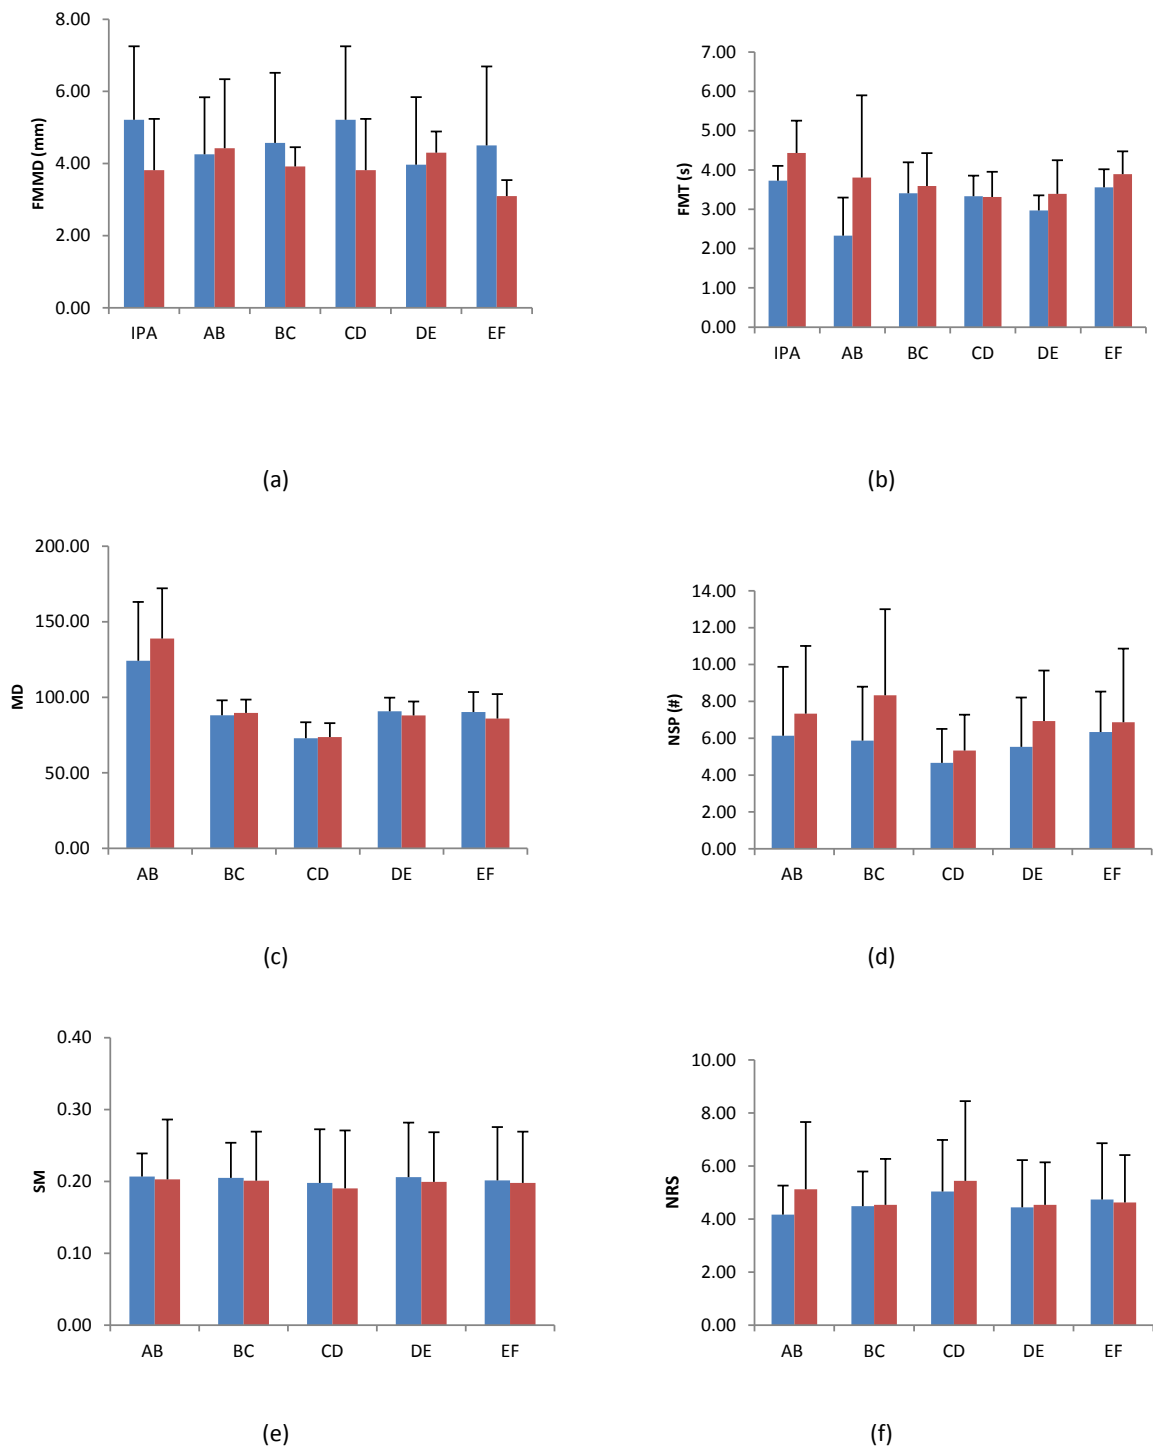 8.00
6.00
4.00
2.00
0.00
FMMD (mm)
IPA AB BC CD DE EF
(a)
7.00
6.00
5.00
4.00
3.00
2.00
1.00
0.00
FMT (s)
IPA AB BC CD DE EF
(b)
200.00
150.00
100.00
50.00
0.00
MD
AB BC CD DE EF
(c)
14.00
12.00
10.00
8.00
6.00
4.00
2.00
0.00
NSP (#)
AB BC CD DE EF
(d)
0.40
0.30
0.20
0.10
0.00
SM
AB BC CD DE EF
(e)
10.00
8.00
6.00
4.00
2.00
0.00
NRS
AB BC CD DE EF
(f)